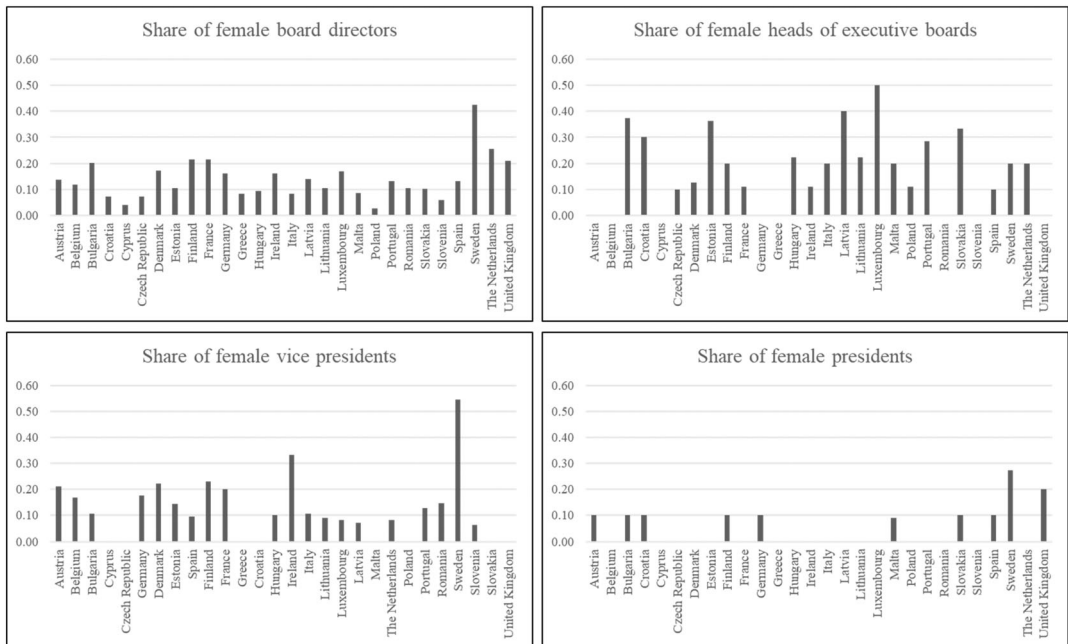 Share of female board directors
0.60
0.50
0.40
0.30
0.20
0.10
0.00
Austria
Belgium
Bulgaria
Croatia
Cyprus
Czech Republic
Denmark
Estonia
Finland
France
Germany
Greece
Hungary
Ireland
Italy
Latvia
Lithuania
Luxembourg
Malta
Poland
Portugal
Romania
Slovakia
Slovenia
Spain
Sweden
The Netherlands
United Kingdom
Share of female heads of executive boards
0.60
0.50
0.40
0.30
0.20
0.10
0.00
Austria
Belgium
Bulgaria
Croatia
Cyprus
Czech Republic
Denmark
Estonia
Finland
France
Germany
Greece
Hungary
Ireland
Italy
Latvia
Lithuania
Luxembourg
Malta
Poland
Portugal
Romania
Slovakia
Slovenia
Spain
Sweden
The Netherlands
United Kingdom
Share of female vice presidents
0.60
0.50
0.40
0.30
0.20
0.10
0.00
Austria
Belgium
Bulgaria
Cyprus
Czech Republic
Germany
Denmark
Estonia
Spain
Finland
France
Greece
Croatia
Hungary
Ireland
Italy
Lithuania
Luxembourg
Latvia
Malta
The Netherlands
Poland
Portugal
Romania
Sweden
Slovenia
Slovakia
United Kingdom
Share of female presidents
0.60
0.50
0.40
0.30
0.20
0.10
0.00
Austria
Belgium
Bulgaria
Croatia
Cyprus
Czech Republic
Denmark
Estonia
Finland
France
Germany
Greece
Hungary
Ireland
Italy
Latvia
Lithuania
Luxembourg
Malta
Poland
Portugal
Romania
Slovakia
Spain
Sweden
The Netherlands
United Kingdom